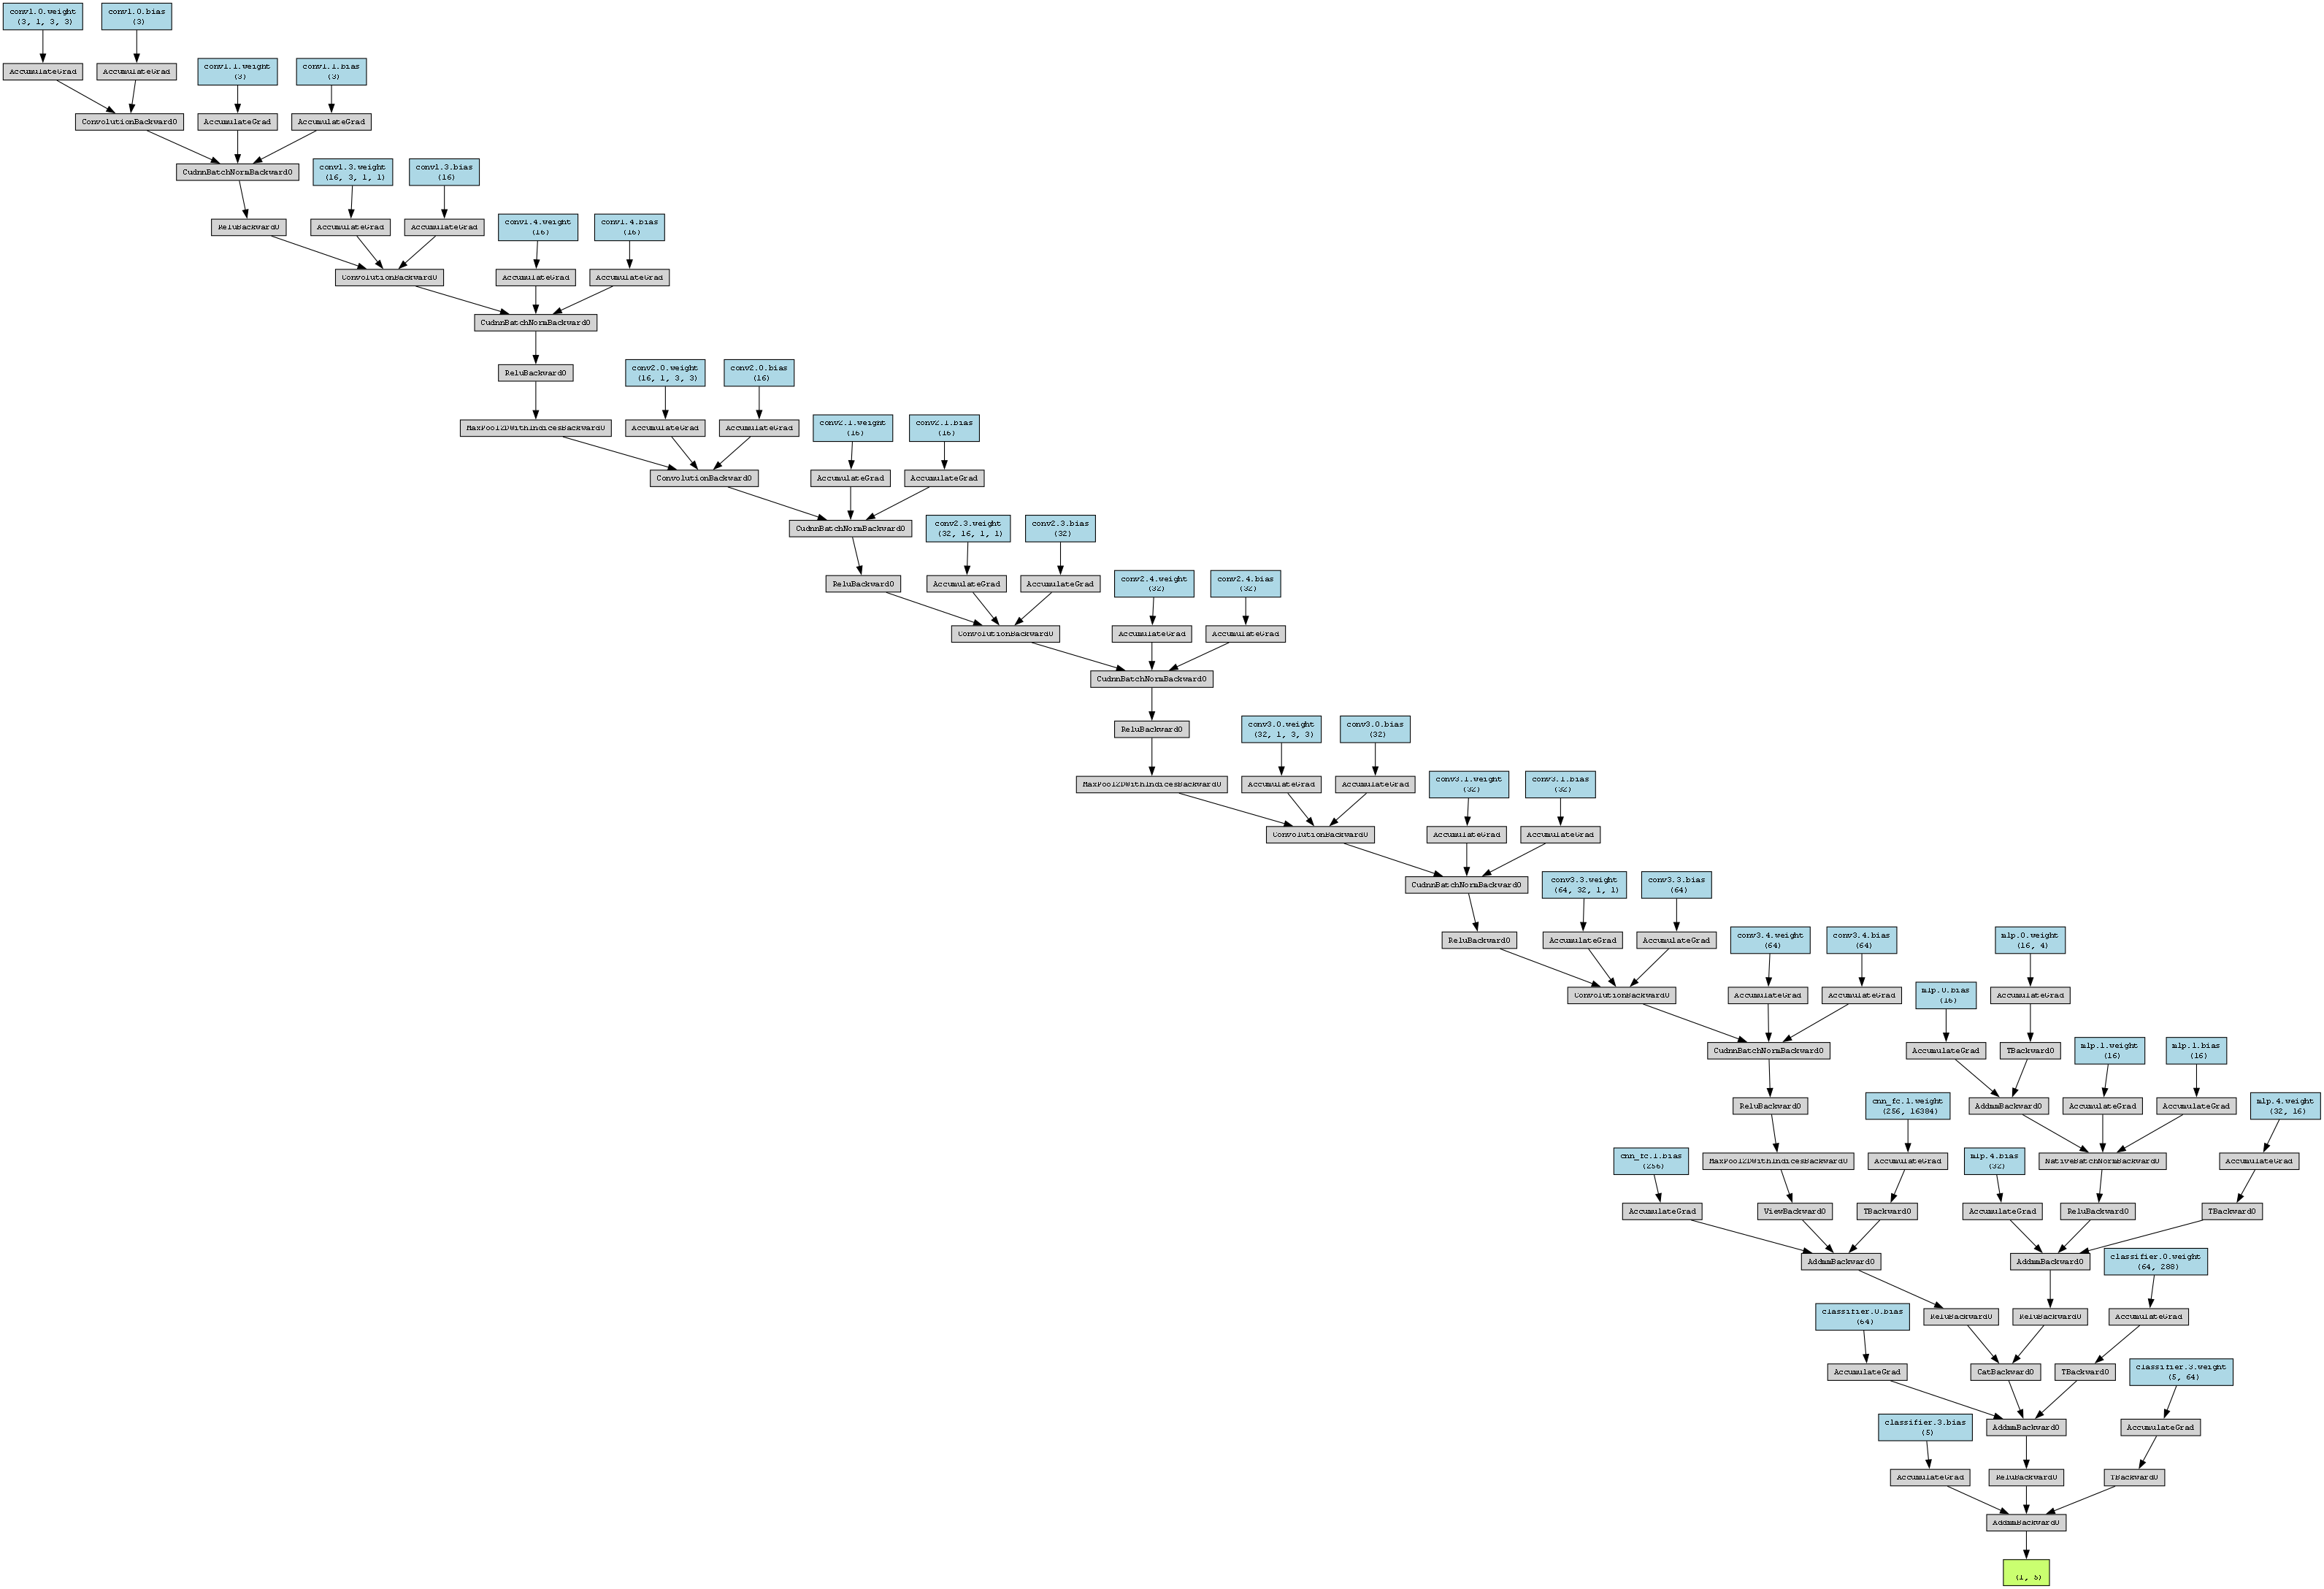 conv1.0.weight
(3, 1, 3, 3)
conv1.0.bias
(3)
AccumulateGrad
AccumulateGrad
conv1.1.weight
(3)
conv1.1.bias
(3)
ConvolutionBackward0
AccumulateGrad
AccumulateGrad
CudnnBatchNormBackward0
conv1.3.weight
(16, 3, 1, 1)
conv1.3.bias
(16)
ReluBackward0
AccumulateGrad
AccumulateGrad
conv1.4.weight
(16)
conv1.4.bias
(16)
ConvolutionBackward0
AccumulateGrad
AccumulateGrad
CudnnBatchNormBackward0
ReluBackward0
conv2.0.weight
(16, 1, 3, 3)
conv2.0.bias
(16)
MaxPool2DWithIndicesBackward0
AccumulateGrad
AccumulateGrad
conv2.1.weight
(16)
conv2.1.bias
(16)
ConvolutionBackward0
AccumulateGrad
AccumulateGrad
CudnnBatchNormBackward0
conv2.3.weight
(32, 16, 1, 1)
conv2.3.bias
(32)
ReluBackward0
AccumulateGrad
AccumulateGrad
conv2.4.weight
(32)
conv2.4.bias
(32)
ConvolutionBackward0
AccumulateGrad
AccumulateGrad
CudnnBatchNormBackward0
ReluBackward0
conv3.0.weight
(32, 1, 3, 3)
conv3.0.bias
(32)
MaxPool2DWithIndicesBackward0
AccumulateGrad
AccumulateGrad
conv3.1.weight
(32)
conv3.1.bias
(32)
ConvolutionBackward0
AccumulateGrad
AccumulateGrad
CudnnBatchNormBackward0
conv3.3.weight
(64, 32, 1, 1)
conv3.3.bias
(64)
ReluBackward0
AccumulateGrad
AccumulateGrad
conv3.4.weight
(64)
conv3.4.bias
(64)
mlp.0.weight
(16, 4)
ConvolutionBackward0
AccumulateGrad
AccumulateGrad
mlp.0.bias
(16)
AccumulateGrad
CudnnBatchNormBackward0
AccumulateGrad
TBackward0
mlp.1.weight
(16)
mlp.1.bias
(16)
ReluBackward0
cnn_fc.1.weight
(256, 16384)
AddmmBackward0
AccumulateGrad
AccumulateGrad
mlp.4.weight
(32, 16)
cnn_fc.1.bias
(256)
MaxPool2DWithIndicesBackward0
AccumulateGrad
mlp.4.bias
(32)
NativeBatchNormBackward0
AccumulateGrad
AccumulateGrad
ViewBackward0
TBackward0
AccumulateGrad
ReluBackward0
TBackward0
AddmmBackward0
AddmmBackward0
classifier.0.weight
(64, 288)
classifier.0.bias
(64)
ReluBackward0
ReluBackward0
AccumulateGrad
AccumulateGrad
CatBackward0
TBackward0
classifier.3.weight
(5, 64)
classifier.3.bias
(5)
AddmmBackward0
AccumulateGrad
AccumulateGrad
ReluBackward0
TBackward0
AddmmBackward0
(1, 5)